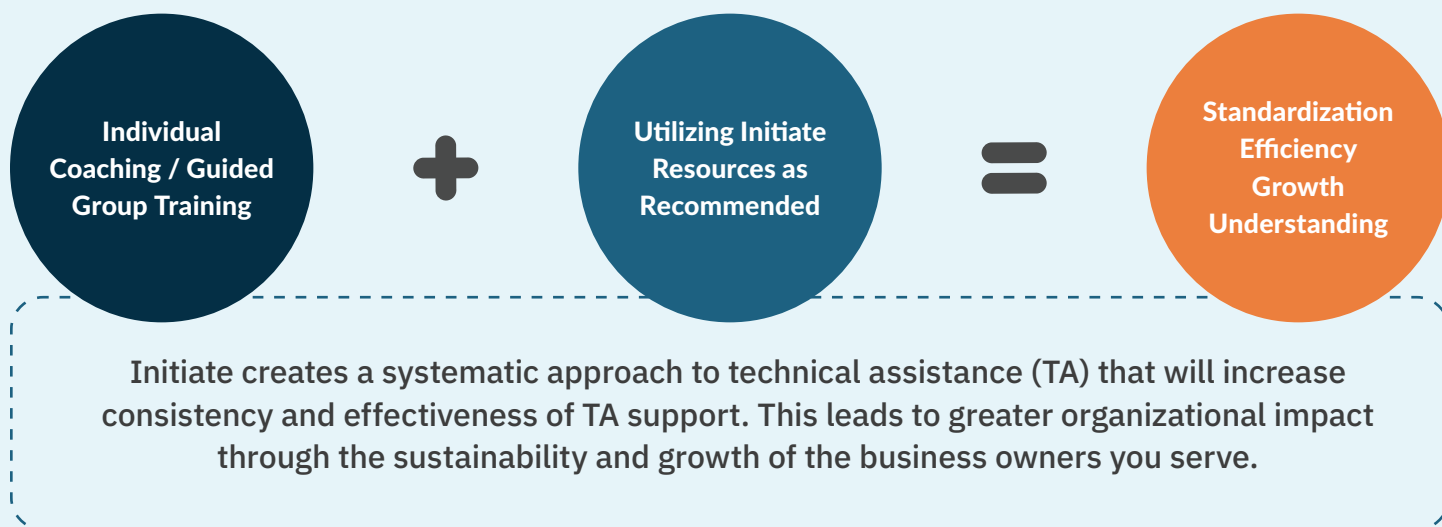 Individual
Coaching / Guided
Group Training
+
Utilizing Initiate
Resources as
Recommended
=
Standardization
Efficiency
Growth
Understanding
Initiate creates a systematic approach to technical assistance (TA) that will increase
consistency and effectiveness of TA support. This leads to greater organizational impact
through the sustainability and growth of the business owners you serve.